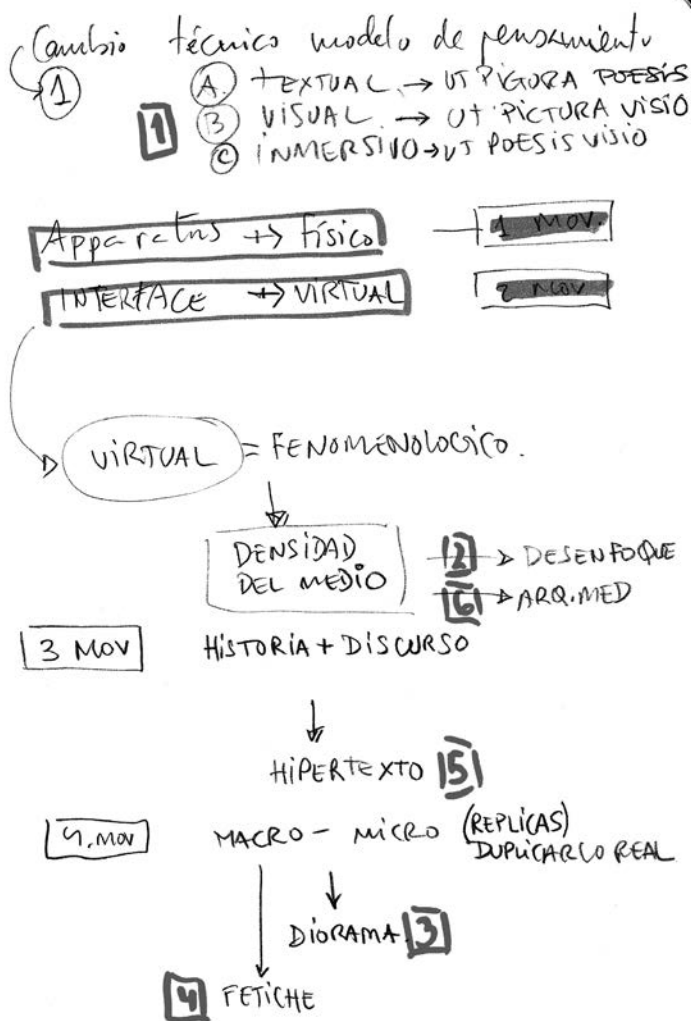 Cambio técnico modelo de pensamiento
1
A. TEXTUAL → UT PIGTURA POESIS
1 B VISUAL → UT PICTURA VISIO
C INMERSIVO → UT POESIS VISIO
Apparatus ↔ Físico 1 MOV.
INTERFACE ↔ VIRTUAL 2 MOV
VIRTUAL = FENOMENOLOGICO.
DENSIDAD
DEL MEDIO
2 → DESENFOQUE
6 → ARQ.MED
3 MOV HISTORIA + DISCURSO
HIPERTEXTO 5
4. MOV MACRO - MICRO (REPLICAS)
DUPLICAR LO REAL
DIORAMA. 3
4 FETICHE